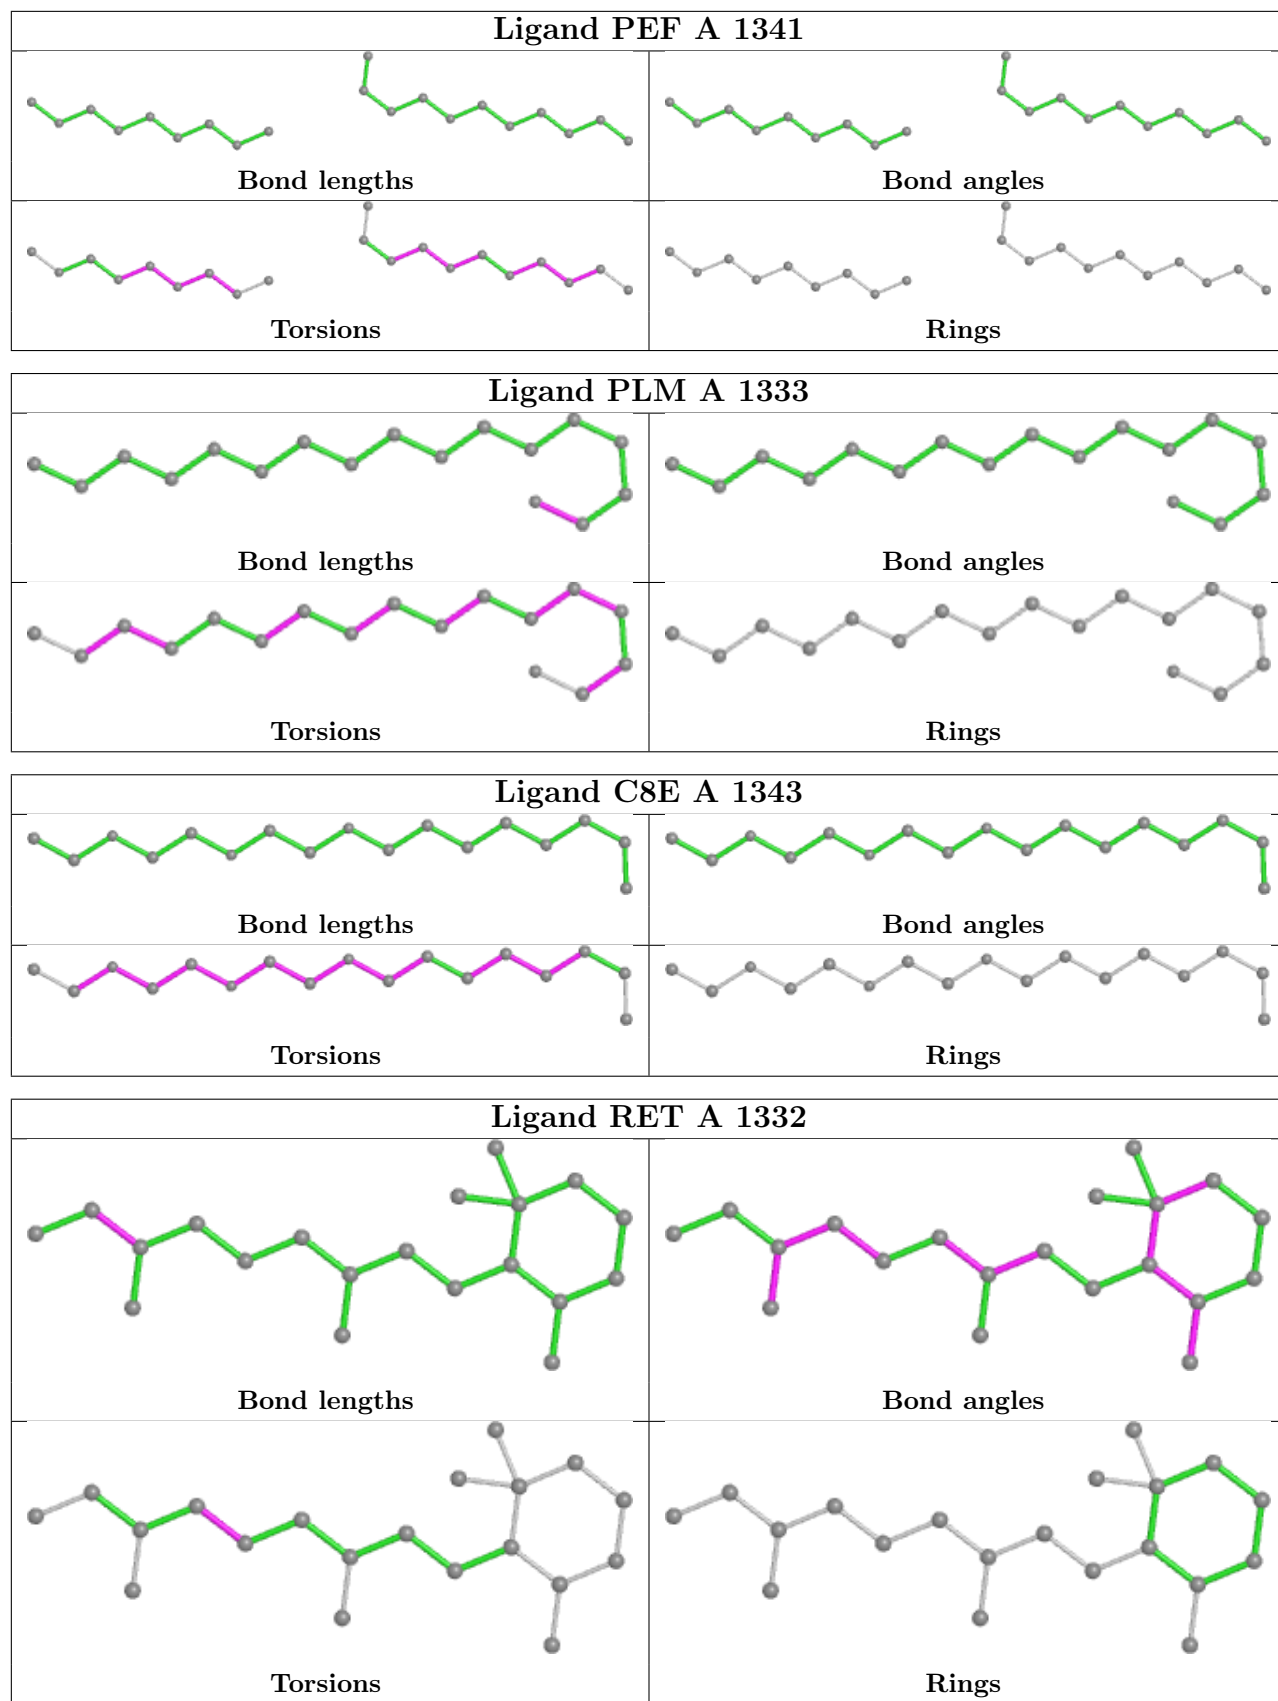 Ligand PEF A 1341
Bond lengths
Bond angles
Torsions
Rings
Ligand PLM A 1333
Bond lengths
Bond angles
Torsions
Rings
Ligand C8E A 1343
Bond lengths
Bond angles
Torsions
Rings
Ligand RET A 1332
Bond lengths
Bond angles
Torsions
Rings